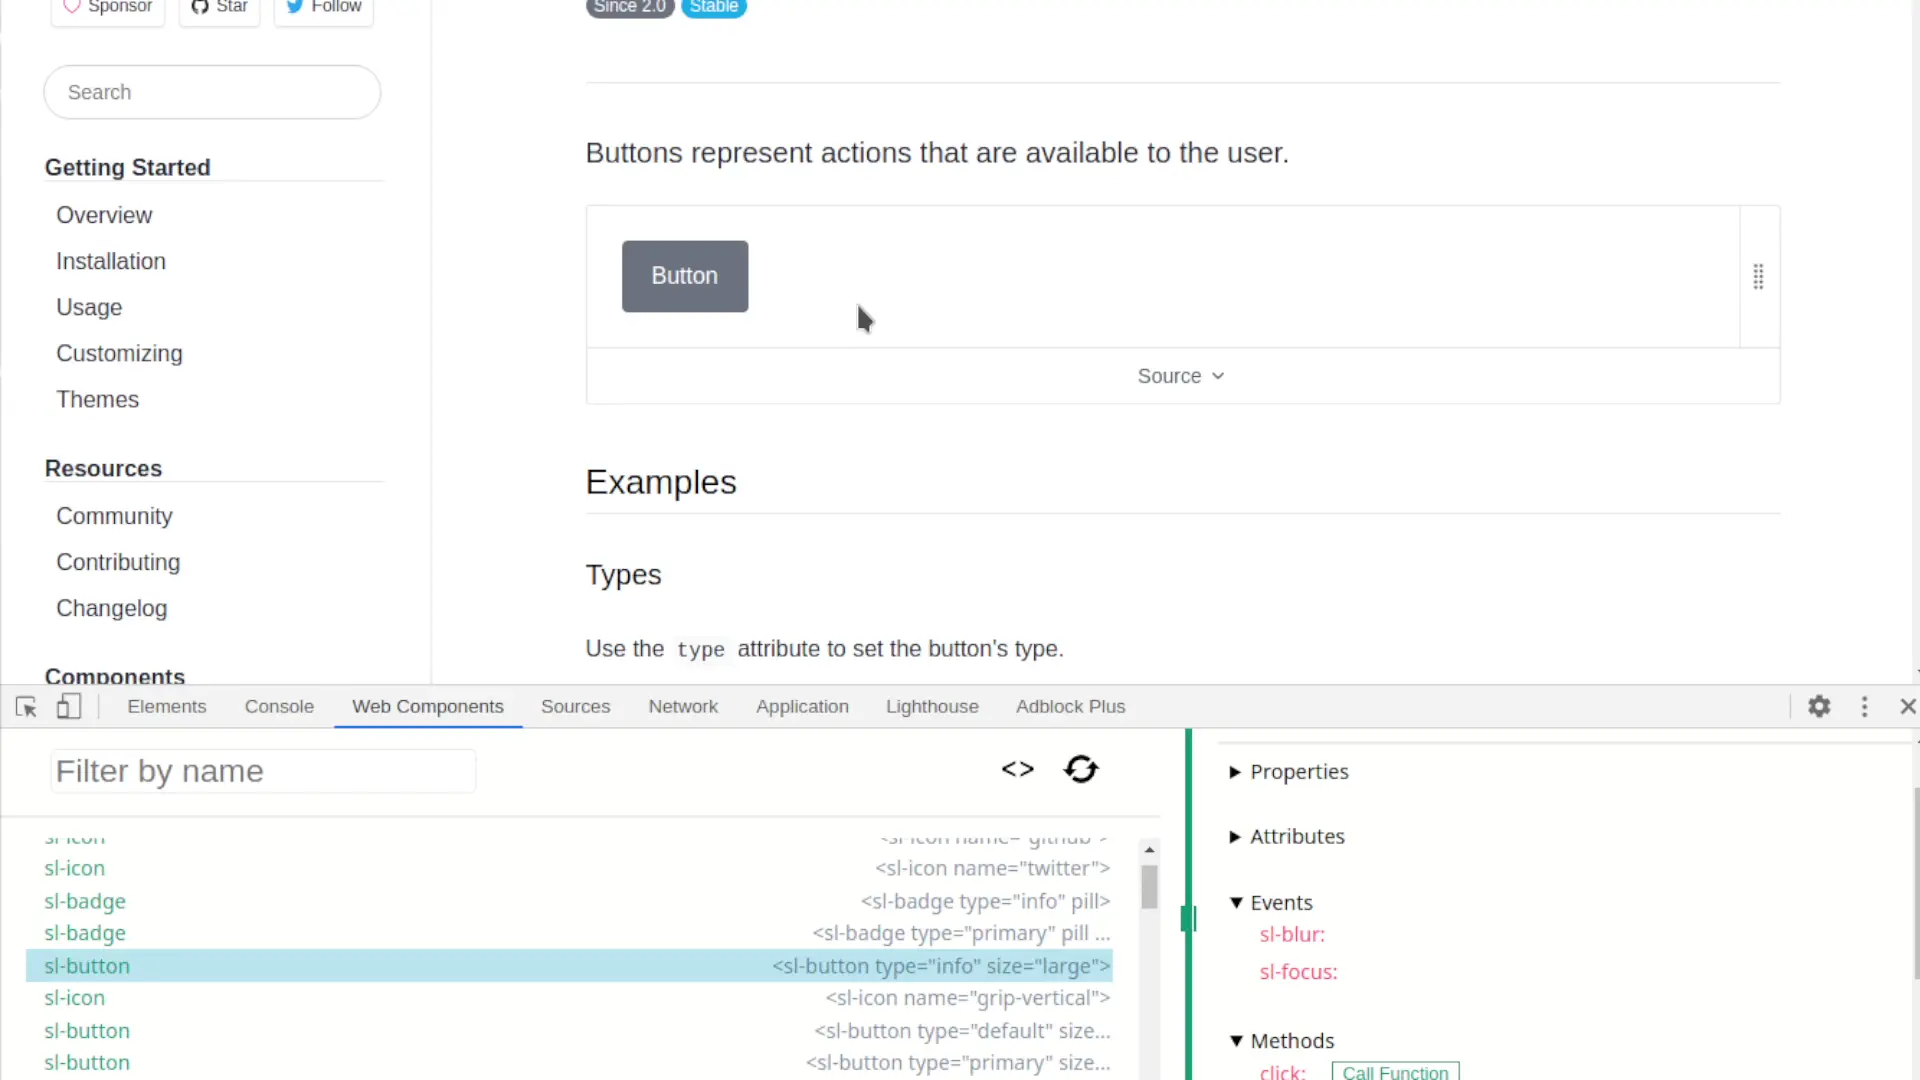 Sponsor
Star
Follow
Search
Getting Started
Overview
Installation
Usage
Customizing
Themes
Resources
Community
Contributing
Changelog
Components
Since 2.0
Stable
Buttons represent actions that are available to the user.
Button
Source
Examples
Types
Use the type attribute to set the button's type.
Elements
Console
Web Components
Sources
Network
Application
Lighthouse
Adblock Plus
Filter by name
<>
sl-icon <sl-icon name="github">
sl-icon <sl-icon name="twitter">
sl-badge <sl-badge type="info" pill>
sl-badge <sl-badge type="primary" pill ...
sl-button <sl-button type="info" size="large">
sl-icon <sl-icon name="grip-vertical">
sl-button <sl-button type="default" size...
sl-button <sl-button type="primary" size...
Properties
Attributes
Events
sl-blur:
sl-focus:
Methods
click: Call Function